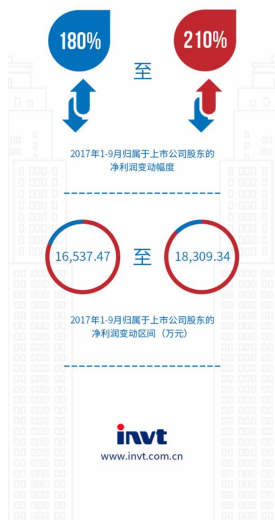 180% 至 210%
2017年1-9月归属于上市公司股东的
净利润变动幅度
16,537.47 至 18,309.34
2017年1-9月归属于上市公司股东的
净利润变动区间（万元）
invt
www.invt.com.cn